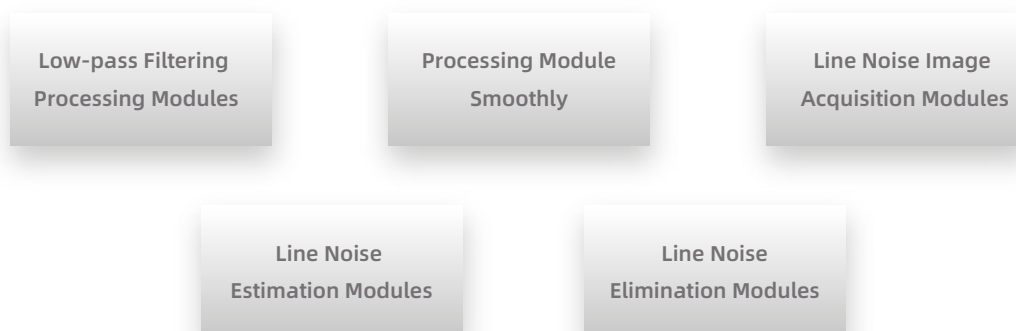 Low-pass Filtering
Processing Modules
Processing Module
Smoothly
Line Noise Image
Acquisition Modules
Line Noise
Estimation Modules
Line Noise
Elimination Modules